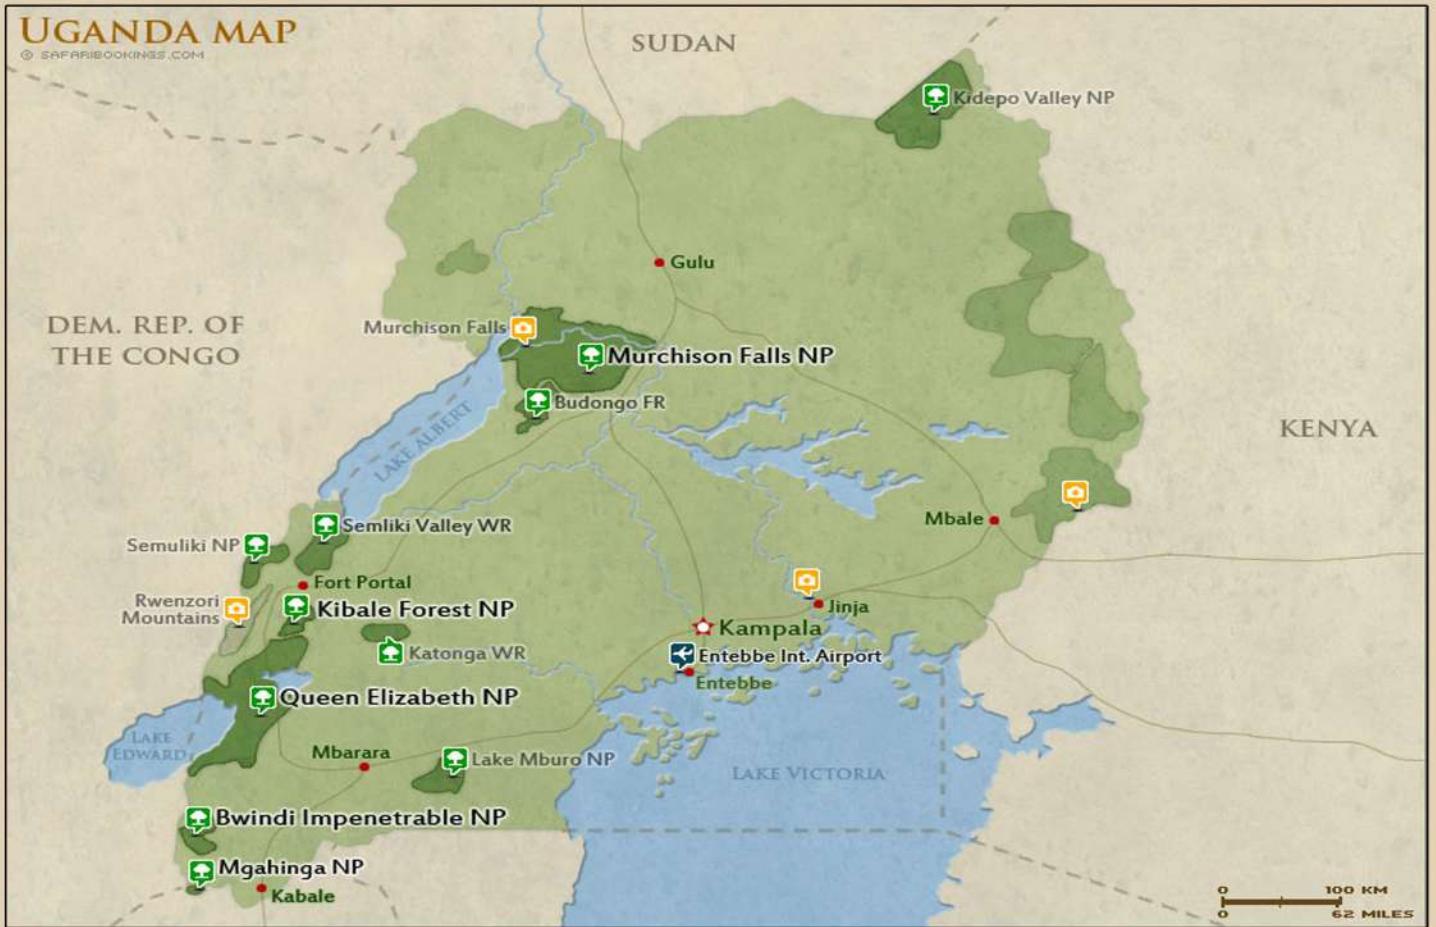 UGANDA MAP
© SAFARIBOOKINGS.COM
SUDAN
Kidepo Valley NP
Gulu
DEM. REP. OF
THE CONGO
Murchison Falls
Murchison Falls NP
Budongo FR
LAKE ALBERT
KENYA
Mbale
Semliki Valley WR
Semuliki NP
Fort Portal
Rwenzori
Mountains
Kibale Forest NP
Jinja
Kampala
Katonga WR
Entebbe Int. Airport
Entebbe
Queen Elizabeth NP
LAKE
EDWARD
Mbarara
Lake Mburo NP
LAKE VICTORIA
Bwindi Impenetrable NP
Mgahinga NP
Kabale
0 100 KM
0 62 MILES